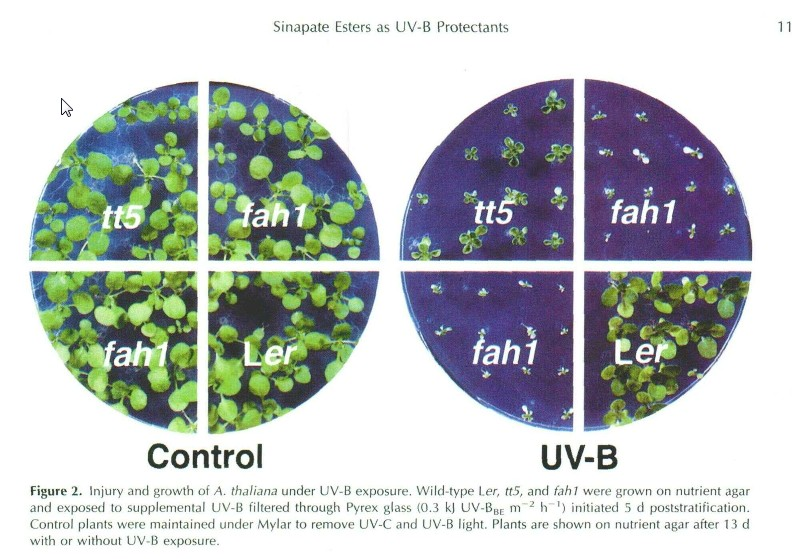 Sinapate Esters as UV-B Protectants 11
tt5 fah1 tt5 fah1
fah1 Ler fah1 Ler
Control UV-B
Figure 2. Injury and growth of A. thaliana under UV-B exposure. Wild-type Ler, tt5, and fah1 were grown on nutrient agar
and exposed to supplemental UV-B filtered through Pyrex glass (0.3 kJ UV-B_BE m⁻² h⁻¹) initiated 5 d poststratification.
Control plants were maintained under Mylar to remove UV-C and UV-B light. Plants are shown on nutrient agar after 13 d
with or without UV-B exposure.